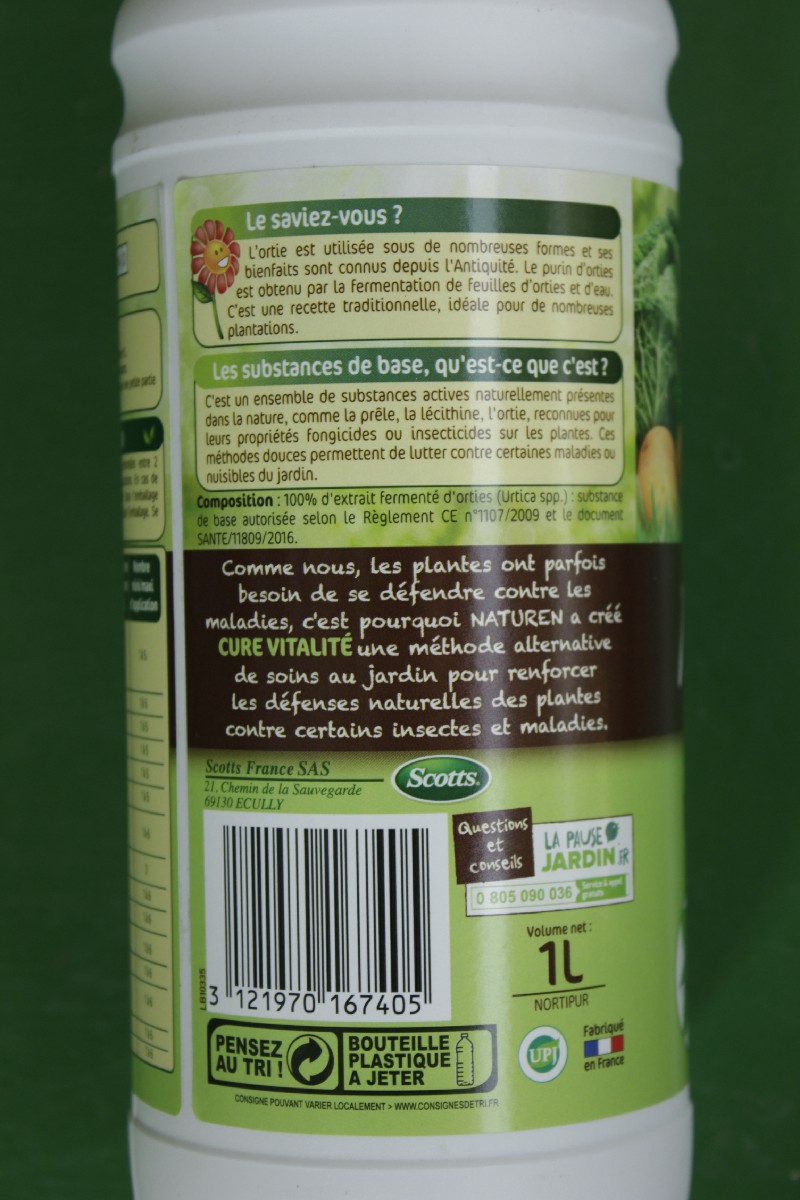 Le saviez-vous ?
L'ortie est utilisée sous de nombreuses formes et ses
bienfaits sont connus depuis l'Antiquité. Le purin d'orties
est obtenu par la fermentation de feuilles d'orties et d'eau.
C'est une recette traditionnelle, idéale pour de nombreuses
plantations.
Les substances de base, qu'est-ce que c'est ?
C'est un ensemble de substances actives naturellement présentes
dans la nature, comme la prêle, la lécithine, l'ortie, reconnues pour
leurs propriétés fongicides ou insecticides sur les plantes. Ces
méthodes douces permettent de lutter contre certaines maladies ou
nuisibles du jardin.
Composition : 100% d'extrait fermenté d'orties (Urtica spp.) : substance
de base autorisée selon le Règlement CE n°1107/2009 et le document
SANTE/11809/2016.
Comme nous, les plantes ont parfois
besoin de se défendre contre les
maladies, c'est pourquoi NATUREN a créé
CURE VITALITÉ une méthode alternative
de soins au jardin pour renforcer
les défenses naturelles des plantes
contre certains insectes et maladies.
Scotts France SAS
21, Chemin de la Sauvegarde
69130 ECULLY
Scotts.
Questions
et
conseils
LA PAUSE
JARDIN.FR
0 805 090 036
Service & appel
gratuits
Volume net :
1L
NORTIPUR
LB10335
3 121970 167405
PENSEZ
AU TRI !
BOUTEILLE
PLASTIQUE
A JETER
CONSIGNE POUVANT VARIER LOCALEMENT > WWW.CONSIGNESDETRI.FR
UPJ
Fabriqué
en France